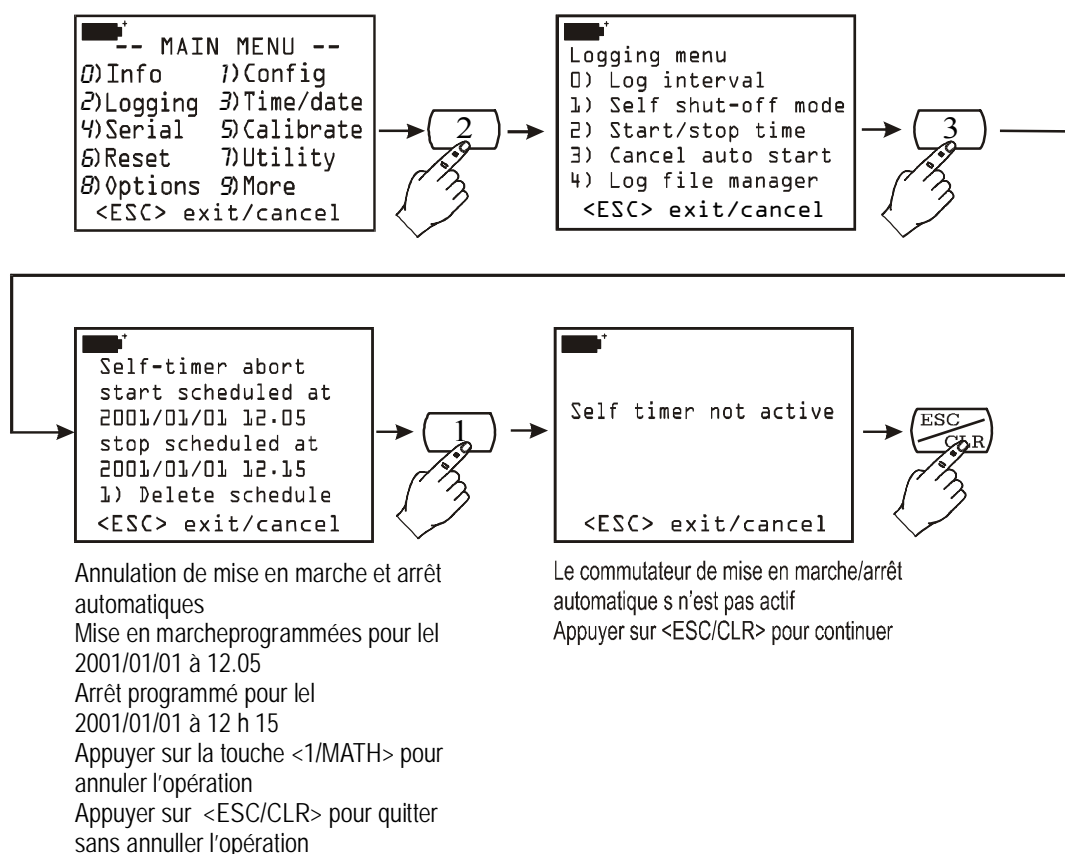 -- MAIN MENU --
0)Info 1)Config
2)Logging 3)Time/date
4)Serial 5)Calibrate
6)Reset 7)Utility
8)Options 9)More
<ESC> exit/cancel
2
Logging menu
0) Log interval
1) Self shut-off mode
2) Start/stop time
3) Cancel auto start
4) Log file manager
<ESC> exit/cancel
3
Self-timer abort
start scheduled at
2001/01/01 12.05
stop scheduled at
2001/01/01 12.15
1) Delete schedule
<ESC> exit/cancel
1
Self timer not active
<ESC> exit/cancel
ESC
CLR
Annulation de mise en marche et arrêt
automatiques
Mise en marcheprogrammées pour lel
2001/01/01 à 12.05
Arrêt programmé pour lel
2001/01/01 à 12 h 15
Appuyer sur la touche <1/MATH> pour
annuler l'opération
Appuyer sur <ESC/CLR> pour quitter
sans annuller l'opération
Le commutateur de mise en marche/arrêt
automatique s n'est pas actif
Appuyer sur <ESC/CLR> pour continuer